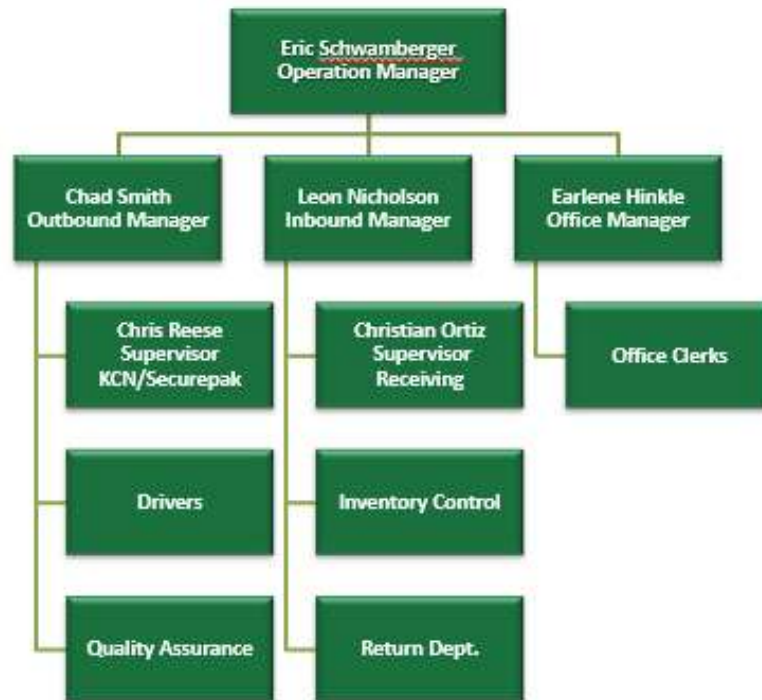 Eric Schwamberger
Operation Manager
Chad Smith
Outbound Manager
Leon Nicholson
Inbound Manager
Earlene Hinkle
Office Manager
Chris Reese
Supervisor
KCN/Securepak
Christian Ortiz
Supervisor
Receiving
Office Clerks
Drivers
Inventory Control
Quality Assurance
Return Dept.